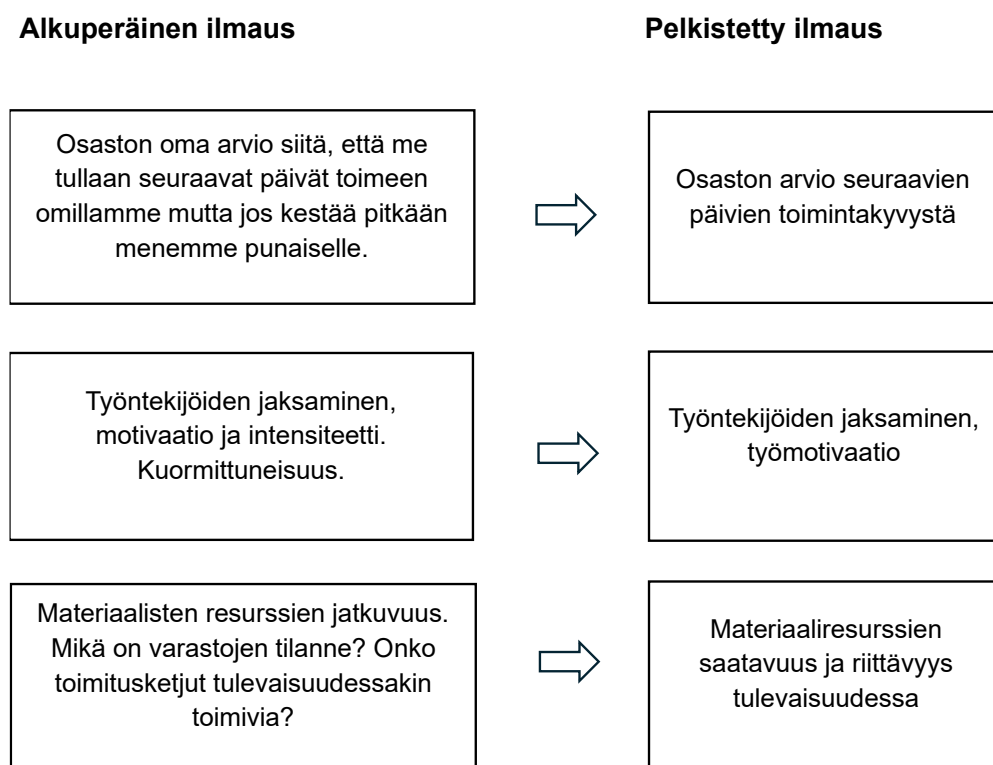 Alkuperäinen ilmaus
Pelkistetty ilmaus
Osaston oma arvio siitä, että me
tullaan seuraavat päivät toimeen
omillamme mutta jos kestää pitkään
menemme punaiselle.
Osaston arvio seuraavien
päivien toimintakyvystä
Työntekijöiden jaksaminen,
motivaatio ja intensiteetti.
Kuormittuneisuus.
Työntekijöiden jaksaminen,
työmotivaatio
Materiaalisten resurssien jatkuvuus.
Mikä on varastojen tilanne? Onko
toimitusketjut tulevaisuudessakin
toimivia?
Materiaaliresurssien
saatavuus ja riittävyys
tulevaisuudessa